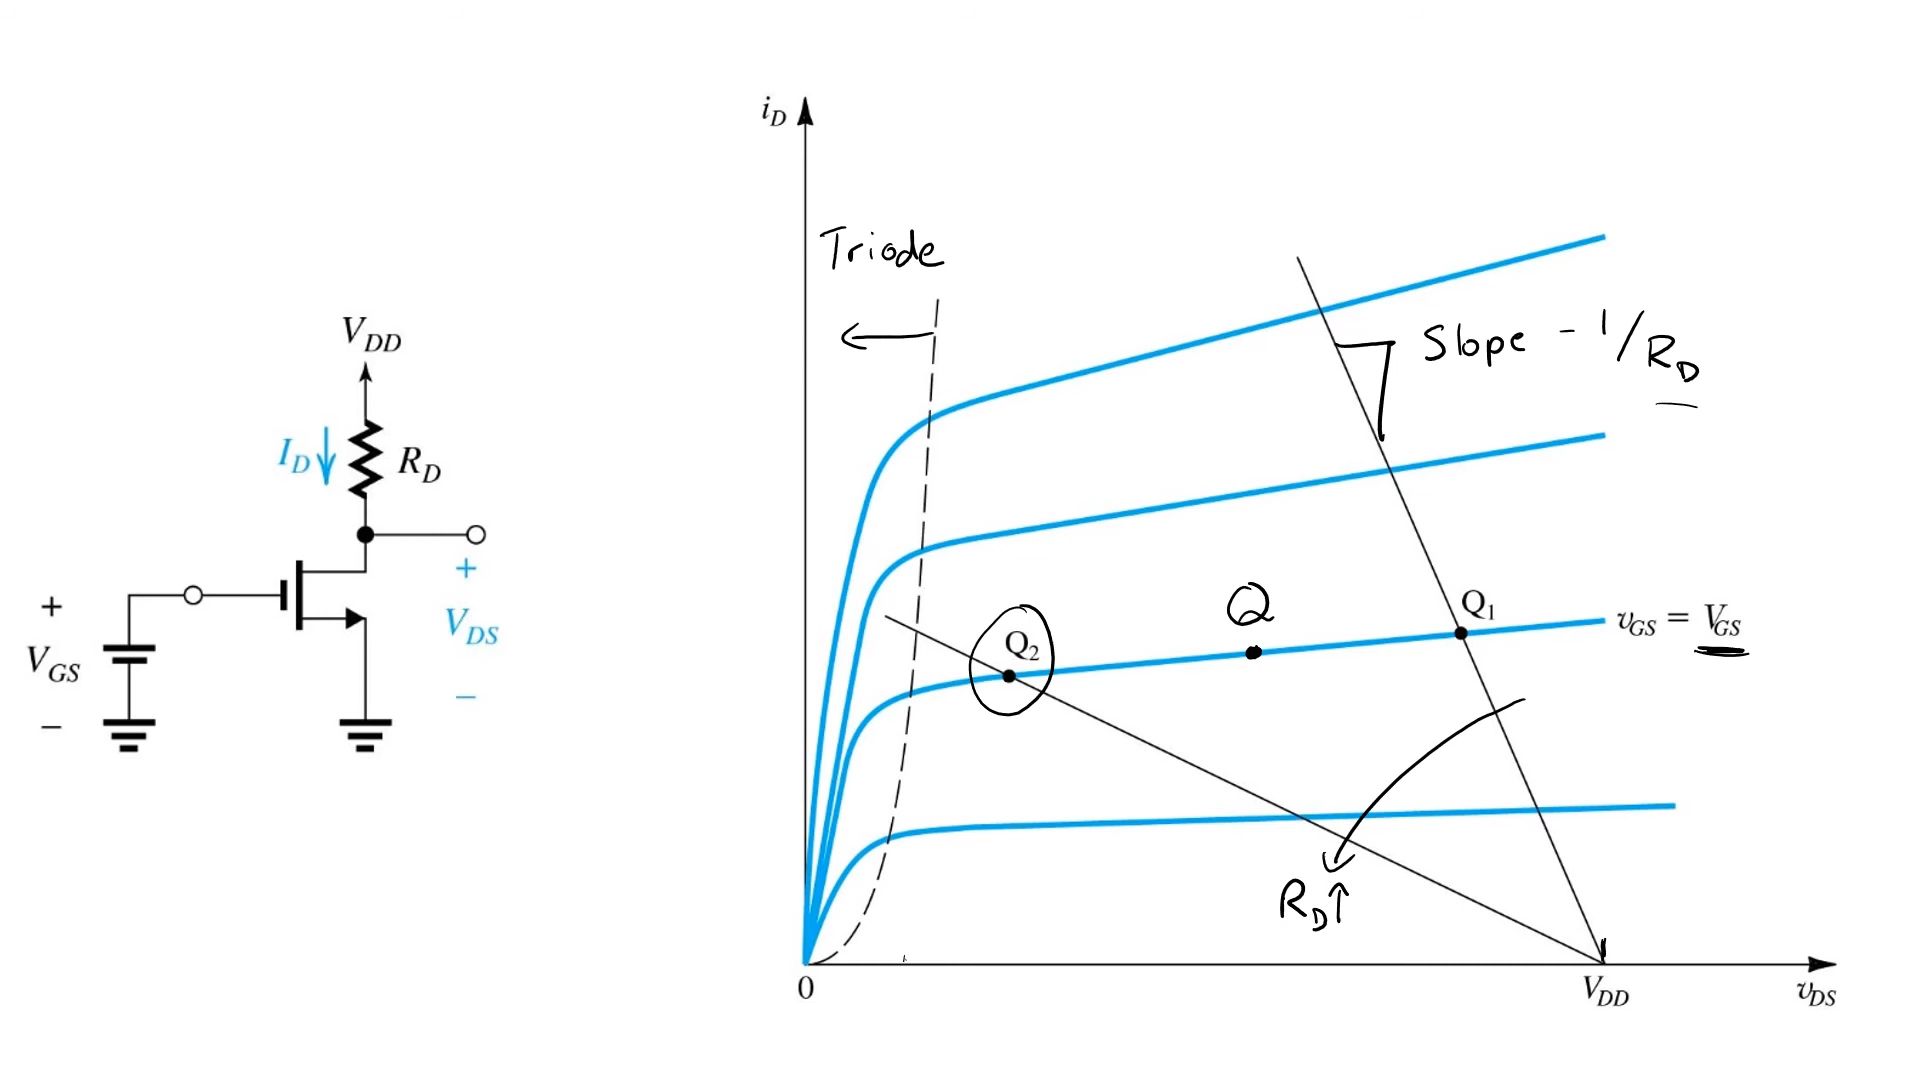 V_DD
I_D
R_D
+
V_GS
−
+
V_DS
−
i_D
Triode
Slope - 1/R_D
Q_1
Q
Q_2
v_GS = V_GS
R_D↑
0
V_DD
v_DS